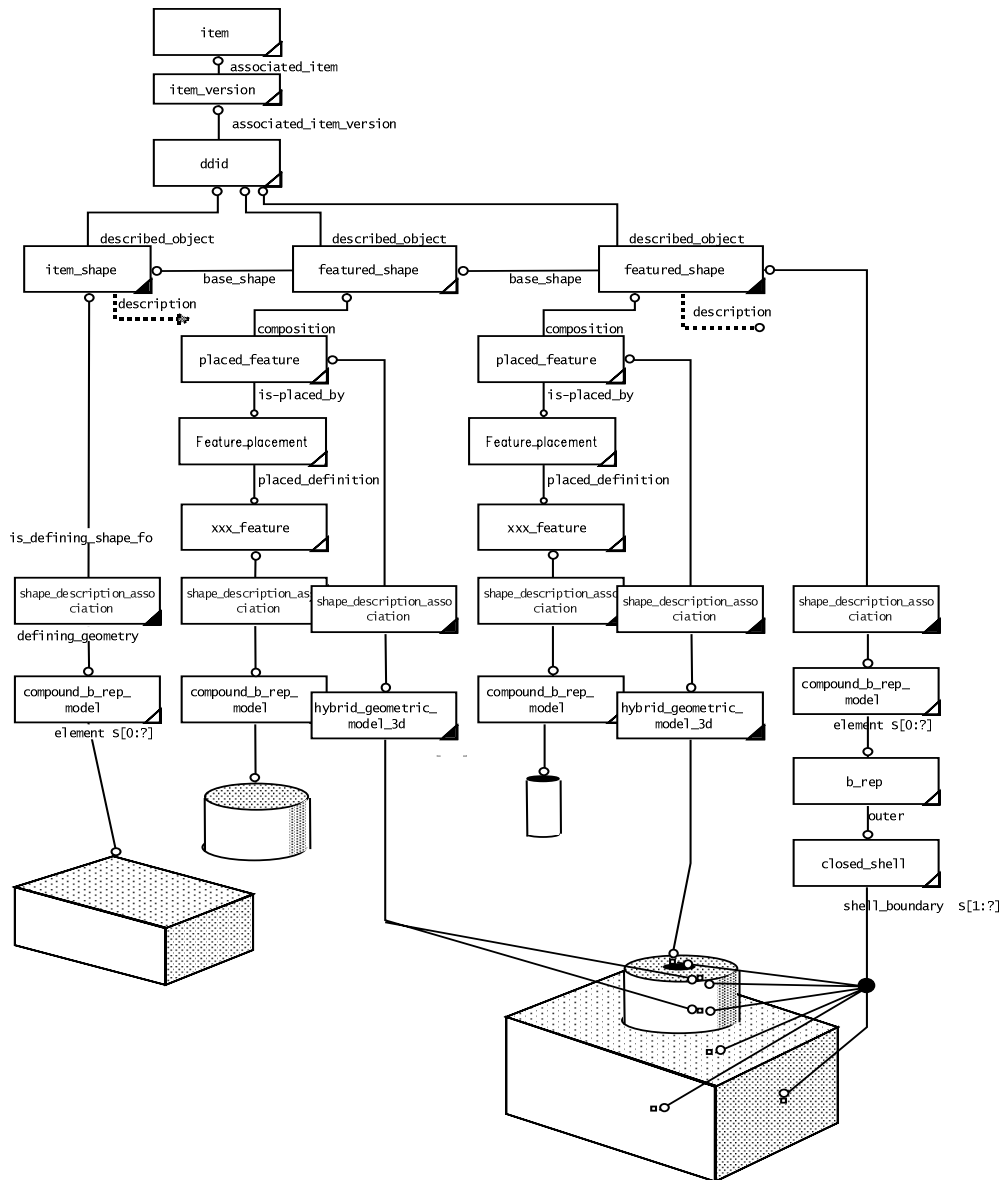 item
associated_item
item_version
associated_item_version
ddid
described_object
described_object
described_object
item_shape
featured_shape
featured_shape
base_shape
base_shape
description
description
composition
composition
placed_feature
placed_feature
is-placed_by
is-placed_by
Feature_placement
Feature_placement
placed_definition
placed_definition
xxx_feature
xxx_feature
is_defining_shape_fo
shape_description_asso
ciation
shape_description_as
ciation
shape_description_asso
ciation
shape_description_asso
ciation
shape_description_asso
ciation
shape_description_asso
ciation
defining_geometry
compound_b_rep_
model
compound_b_rep_
model
hybrid_geometric_
model_3d
compound_b_rep_
model
hybrid_geometric_
model_3d
compound_b_rep_
model
element S[0:?]
element S[0:?]
b_rep
outer
closed_shell
shell_boundary S[1:?]